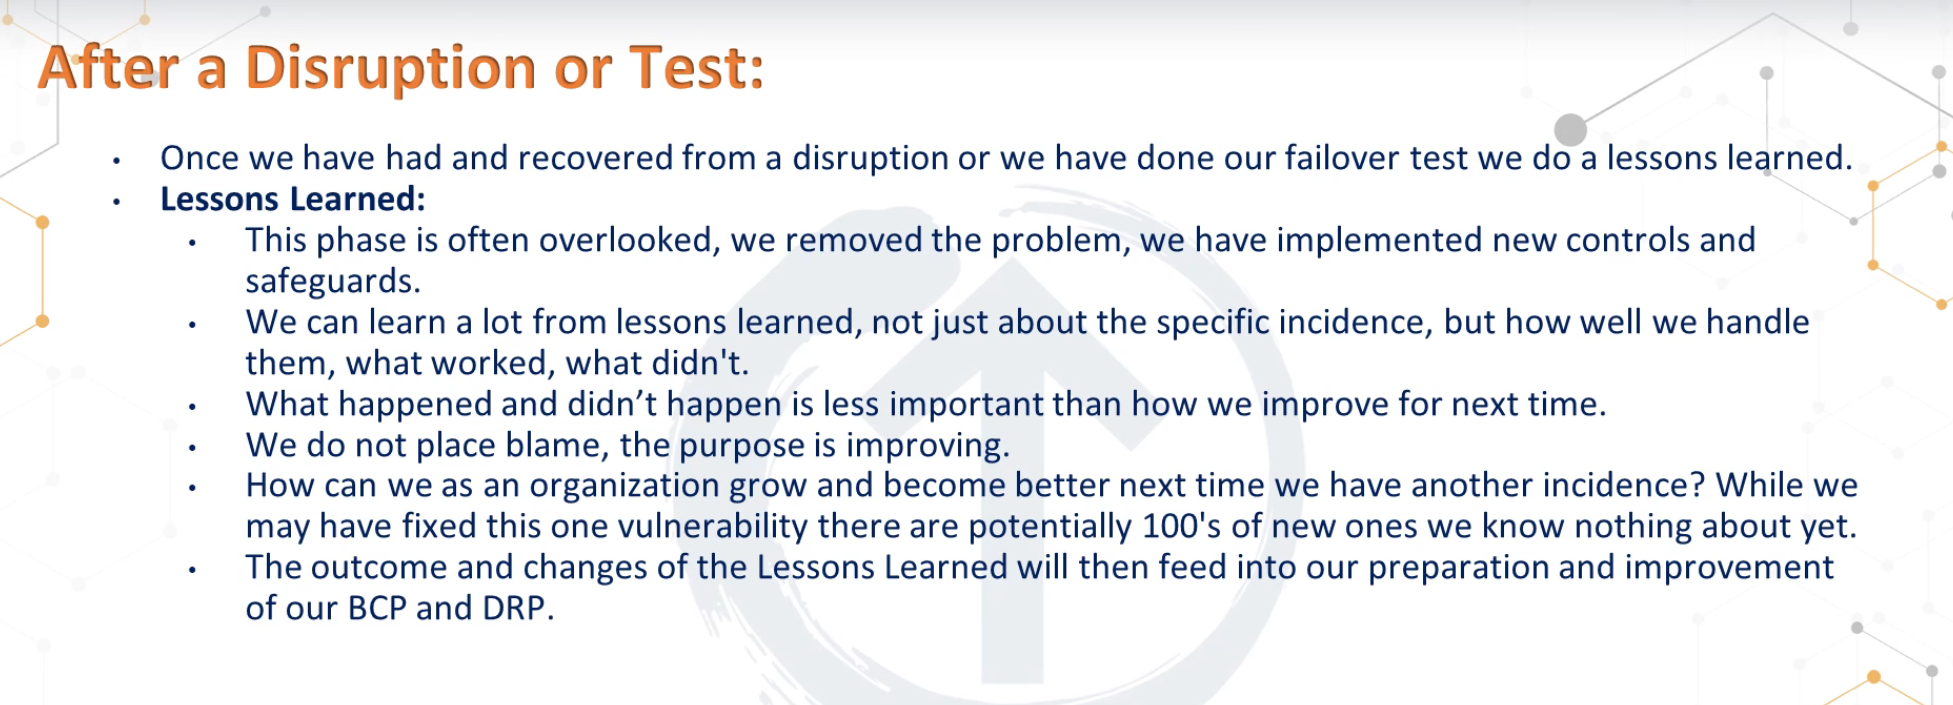 After a Disruption or Test:
• Once we have had and recovered from a disruption or we have done our failover test we do a lessons learned.
• Lessons Learned:
• This phase is often overlooked, we removed the problem, we have implemented new controls and
safeguards.
• We can learn a lot from lessons learned, not just about the specific incidence, but how well we handle
them, what worked, what didn't.
• What happened and didn’t happen is less important than how we improve for next time.
• We do not place blame, the purpose is improving.
• How can we as an organization grow and become better next time we have another incidence? While we
may have fixed this one vulnerability there are potentially 100's of new ones we know nothing about yet.
• The outcome and changes of the Lessons Learned will then feed into our preparation and improvement
of our BCP and DRP.